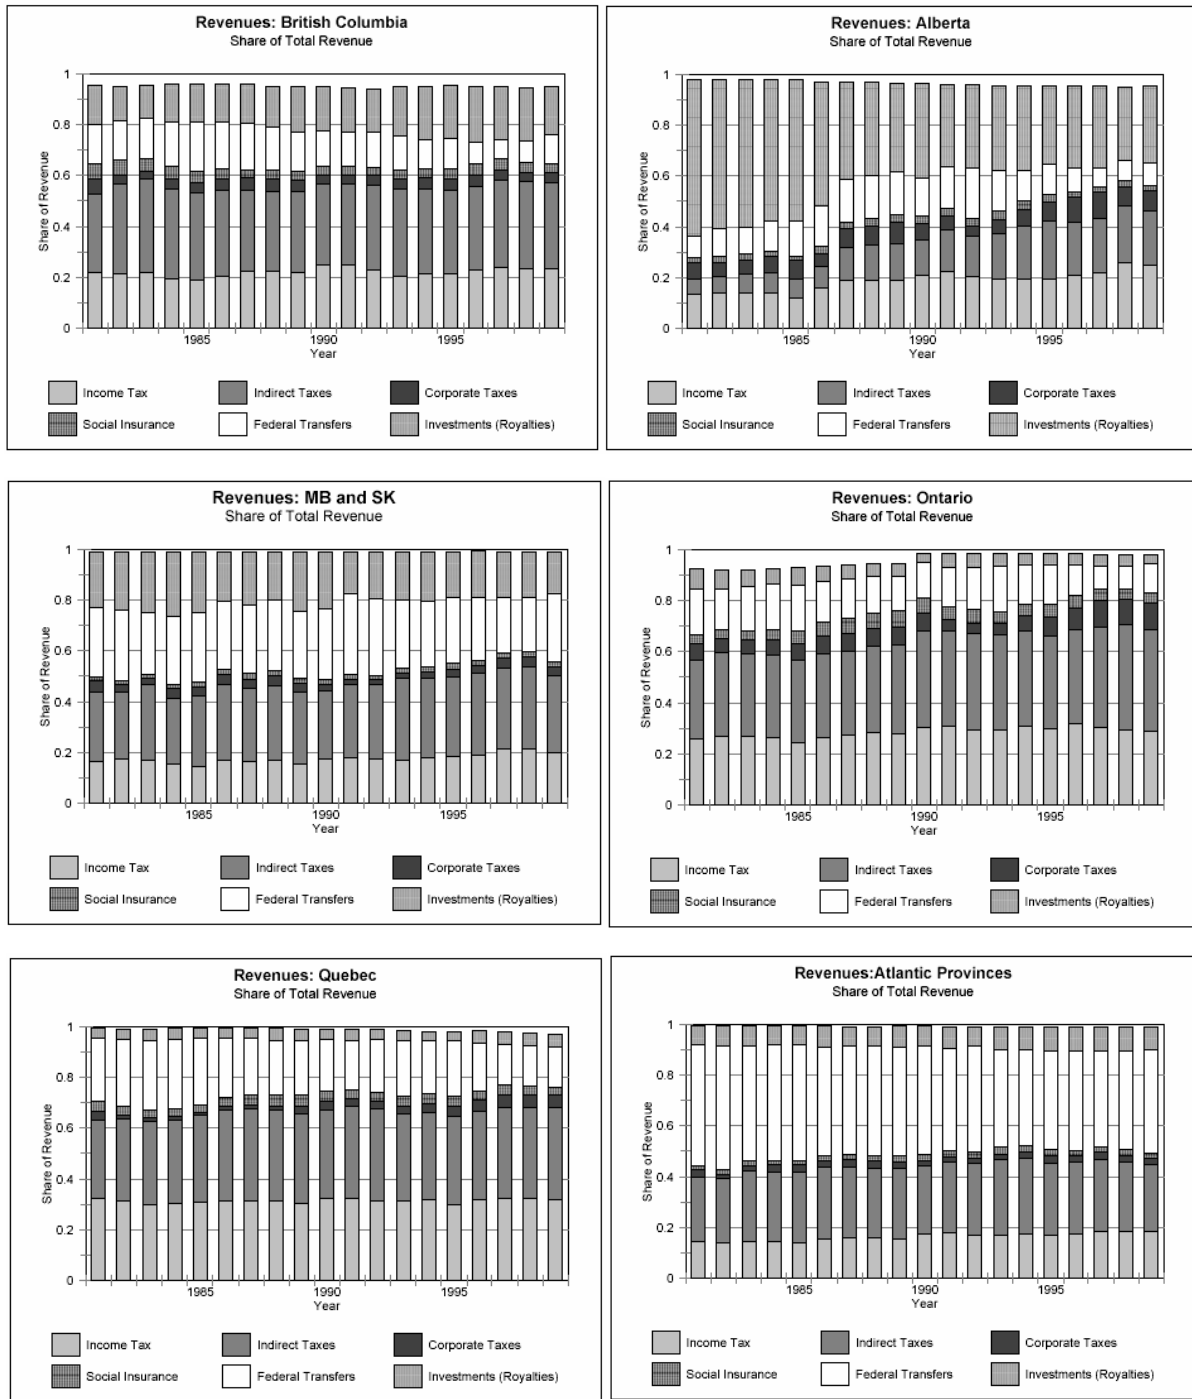 Revenues: British Columbia
Share of Total Revenue
1
0.8
0.6
0.4
0.2
0
Share of Revenue
1985 1990 1995
Year
Income Tax Indirect Taxes Corporate Taxes
Social Insurance Federal Transfers Investments (Royalties)
Revenues: Alberta
Share of Total Revenue
1
0.8
0.6
0.4
0.2
0
Share of Revenue
1985 1990 1995
Year
Income Tax Indirect Taxes Corporate Taxes
Social Insurance Federal Transfers Investments (Royalties)
Revenues: MB and SK
Share of Total Revenue
1
0.8
0.6
0.4
0.2
0
Share of Revenue
1985 1990 1995
Year
Income Tax Indirect Taxes Corporate Taxes
Social Insurance Federal Transfers Investments (Royalties)
Revenues: Ontario
Share of Total Revenue
1
0.8
0.6
0.4
0.2
0
Share of Revenue
1985 1990 1995
Year
Income Tax Indirect Taxes Corporate Taxes
Social Insurance Federal Transfers Investments (Royalties)
Revenues: Quebec
Share of Total Revenue
1
0.8
0.6
0.4
0.2
0
Share of Revenue
1985 1990 1995
Year
Income Tax Indirect Taxes Corporate Taxes
Social Insurance Federal Transfers Investments (Royalties)
Revenues:Atlantic Provinces
Share of Total Revenue
1
0.8
0.6
0.4
0.2
0
Share of Revenue
1985 1990 1995
Year
Income Tax Indirect Taxes Corporate Taxes
Social Insurance Federal Transfers Investments (Royalties)